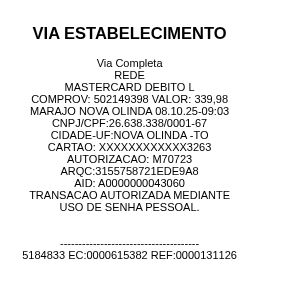 VIA ESTABELECIMENTO
Via Completa
REDE
MASTERCARD DEBITO L
COMPROV: 502149398 VALOR: 339,98
MARAJO NOVA OLINDA 08.10.25-09:03
CNPJ/CPF:26.638.338/0001-67
CIDADE-UF:NOVA OLINDA -TO
CARTAO: XXXXXXXXXXXX3263
AUTORIZACAO: M70723
ARQC:3155758721EDE9A8
AID: A0000000043060
TRANSACAO AUTORIZADA MEDIANTE
USO DE SENHA PESSOAL.
--------------------------------------
5184833 EC:0000615382 REF:0000131126